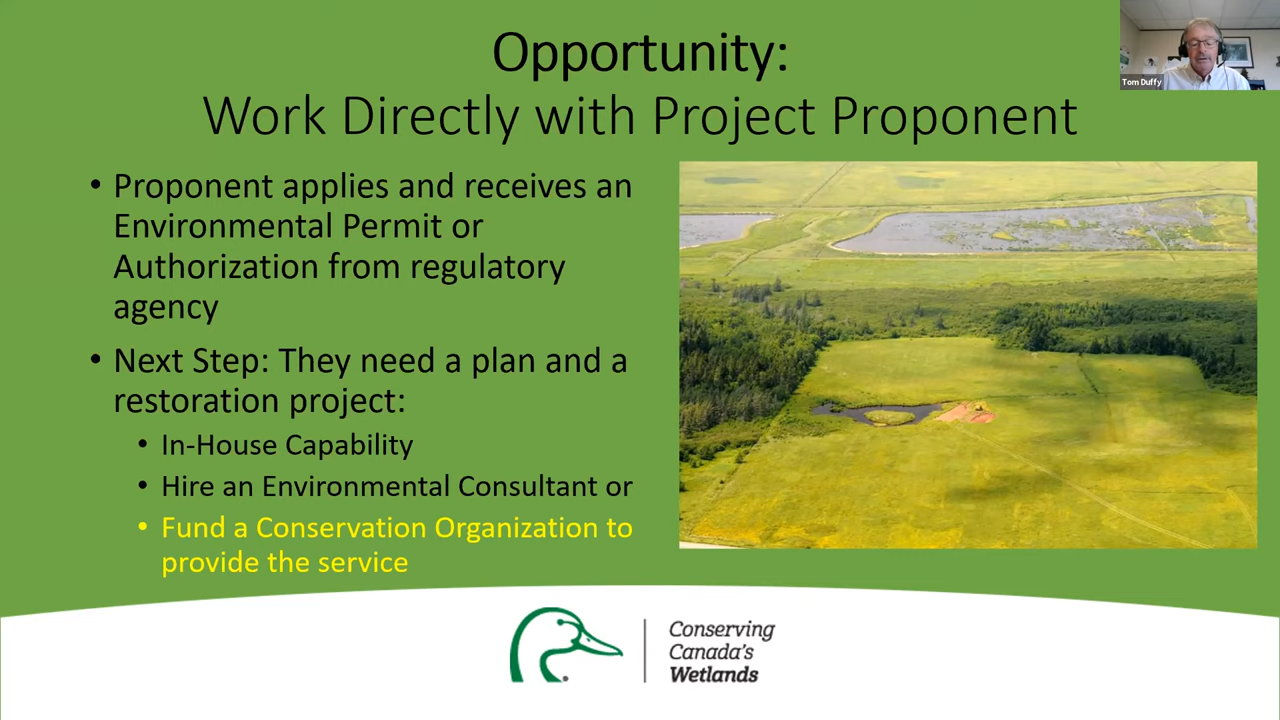 Opportunity:
Work Directly with Project Proponent
Tom Duffy
• Proponent applies and receives an
Environmental Permit or
Authorization from regulatory
agency
• Next Step: They need a plan and a
restoration project:
• In-House Capability
• Hire an Environmental Consultant or
• Fund a Conservation Organization to
provide the service
Conserving
Canada's
Wetlands